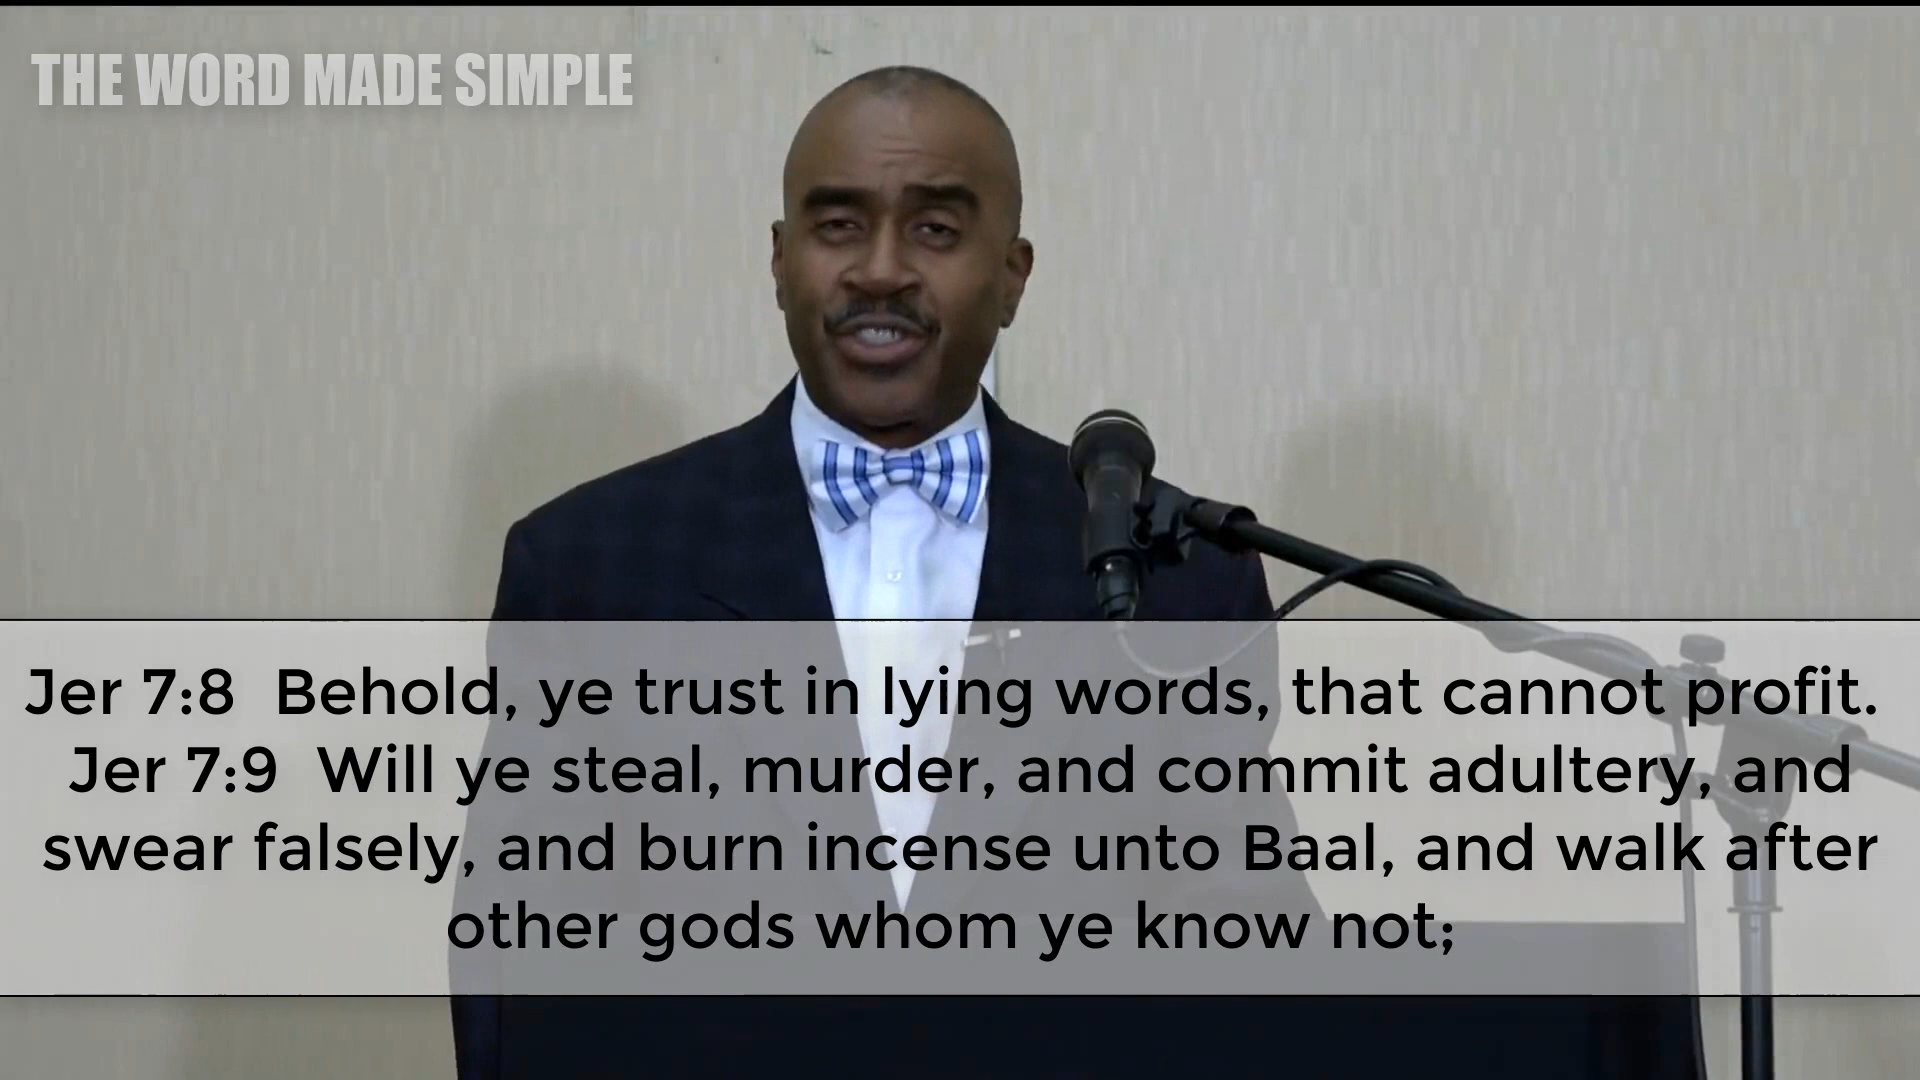 THE WORD MADE SIMPLE
Jer 7:8  Behold, ye trust in lying words, that cannot profit.
Jer 7:9  Will ye steal, murder, and commit adultery, and
swear falsely, and burn incense unto Baal, and walk after
other gods whom ye know not;